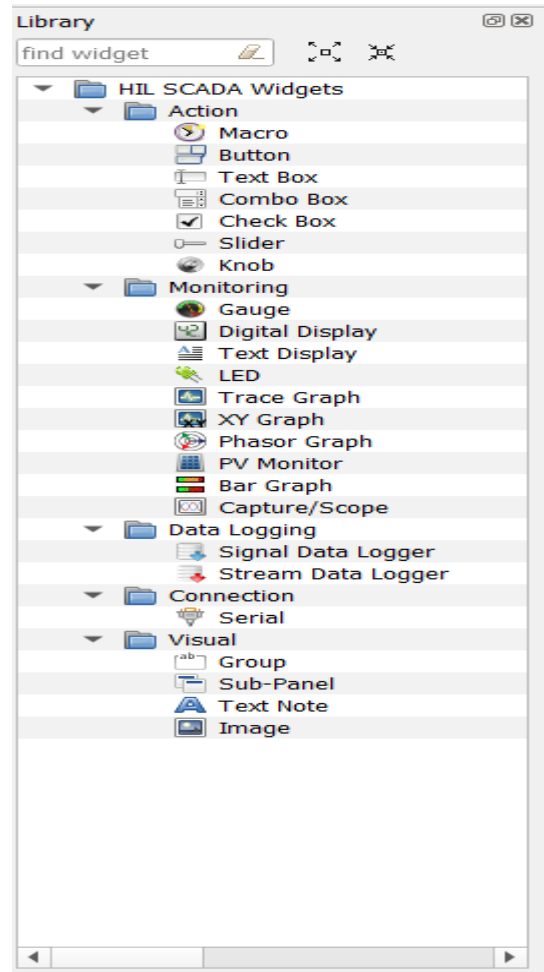 Library
find widget
HIL SCADA Widgets
Action
Macro
Button
Text Box
Combo Box
Check Box
Slider
Knob
Monitoring
Gauge
Digital Display
Text Display
LED
Trace Graph
XY Graph
Phasor Graph
PV Monitor
Bar Graph
Capture/Scope
Data Logging
Signal Data Logger
Stream Data Logger
Connection
Serial
Visual
Group
Sub-Panel
Text Note
Image